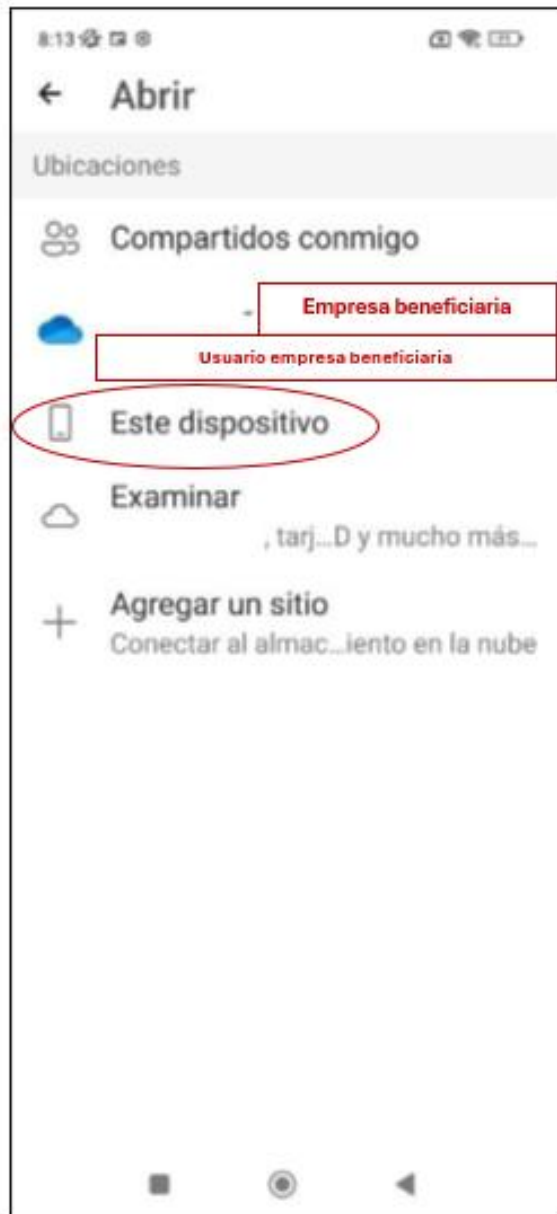 8:13
Abrir
Ubicaciones
Compartidos conmigo
- Empresa beneficiaria
Usuario empresa beneficiaria
Este dispositivo
Examinar
, tarj...D y mucho más...
Agregar un sitio
Conectar al almac...iento en la nube